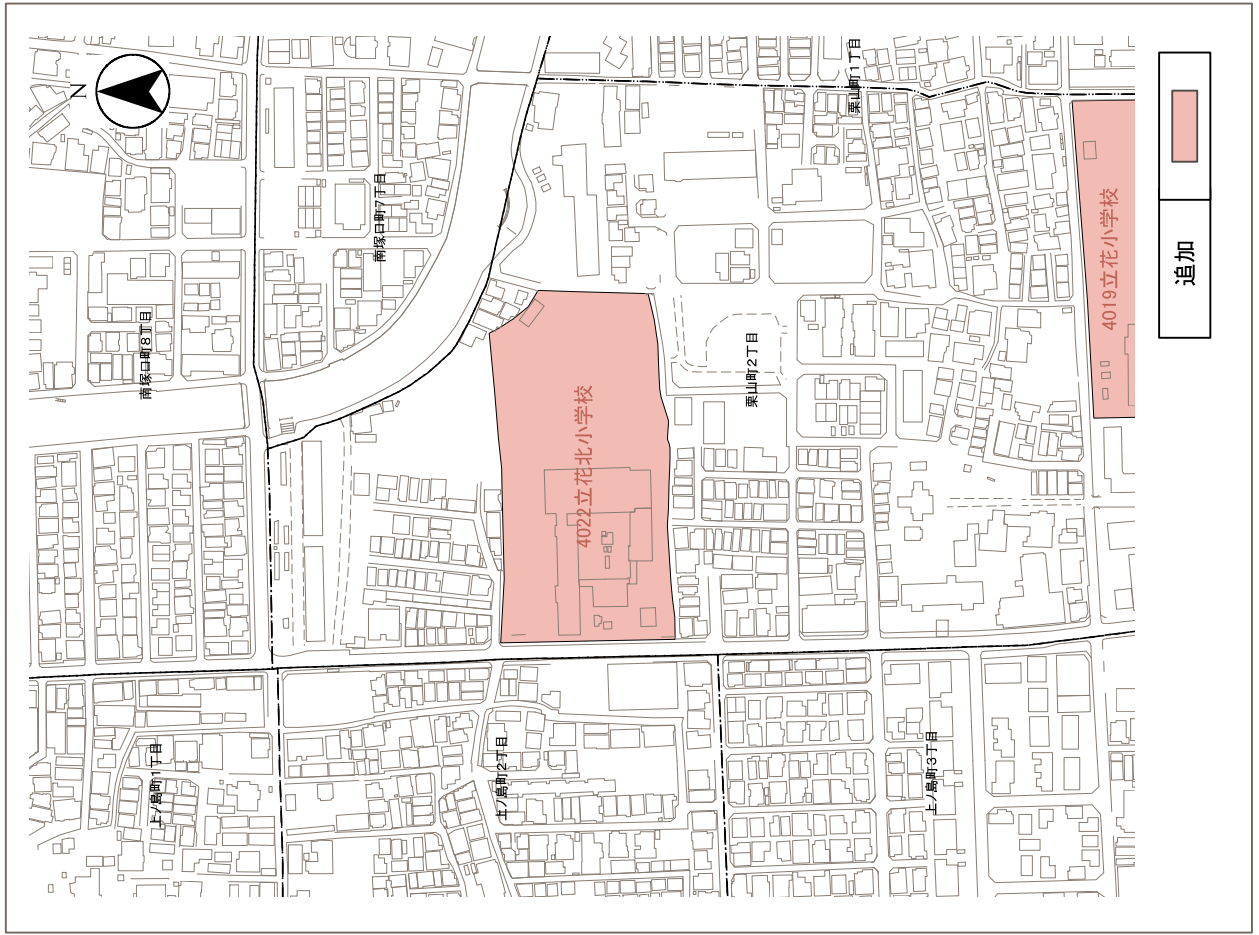 N
南塚口町8丁目
南塚口町7丁目
栗山町1丁目
4022立花北小学校
栗山町2丁目
4019立花小学校
上ノ島町1丁目
上ノ島町2丁目
上ノ島町3丁目
追加